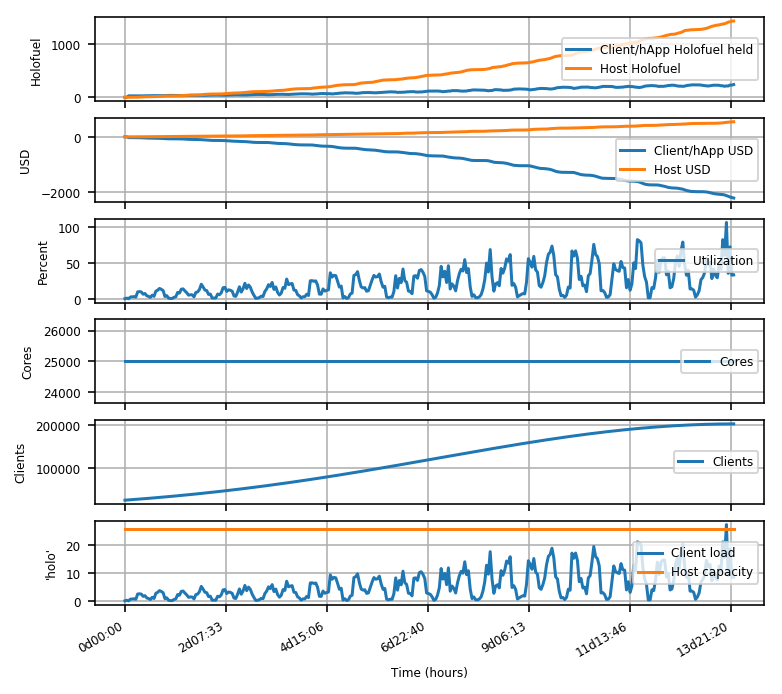 1000
0
Holofuel
Client/hApp Holofuel held
Host Holofuel
0
−2000
USD
Client/hApp USD
Host USD
100
50
0
Percent
Utilization
26000
25000
24000
Cores
Cores
200000
100000
Clients
Clients
20
10
0
'holo'
Client load
Host capacity
0d00:00
2d07:33
4d15:06
6d22:40
9d06:13
11d13:46
13d21:20
Time (hours)